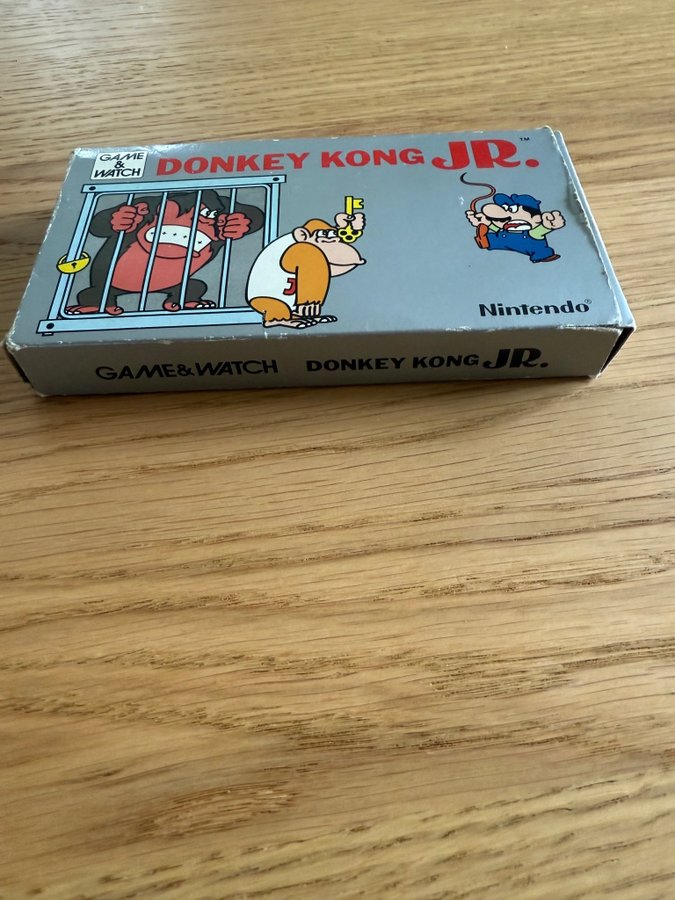 GAME
&
WATCH
DONKEY KONG JR.™
J
Nintendo®
GAME&WATCH DONKEY KONG JR.